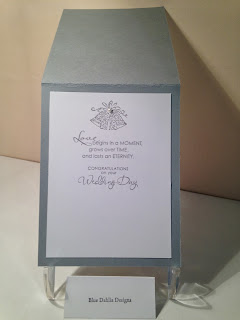 Love
begins in a MOMENT,
grows over TIME,
and lasts an ETERNITY.
CONGRATULATIONS
on your
Wedding Day
Blue Dahlia Designs